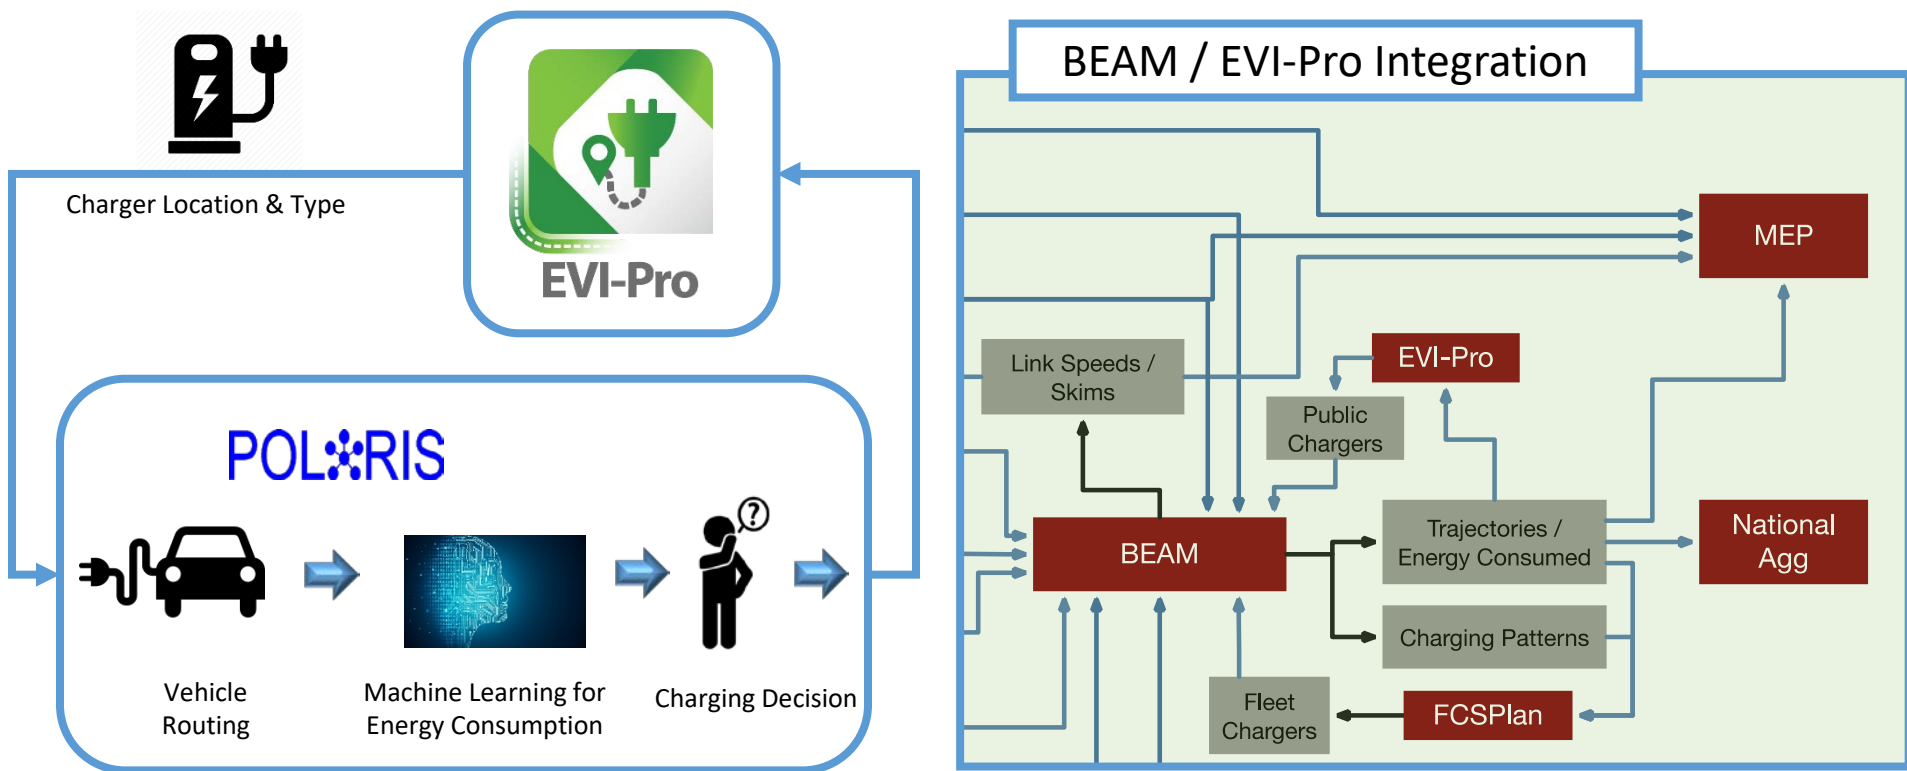 Charger Location & Type
EVI-Pro
POLARIS
?
Vehicle
Routing
Machine Learning for
Energy Consumption
Charging Decision
BEAM / EVI-Pro Integration
MEP
Link Speeds /
Skims
EVI-Pro
Public
Chargers
BEAM
Trajectories /
Energy Consumed
National
Agg
Charging Patterns
Fleet
Chargers
FCSPlan